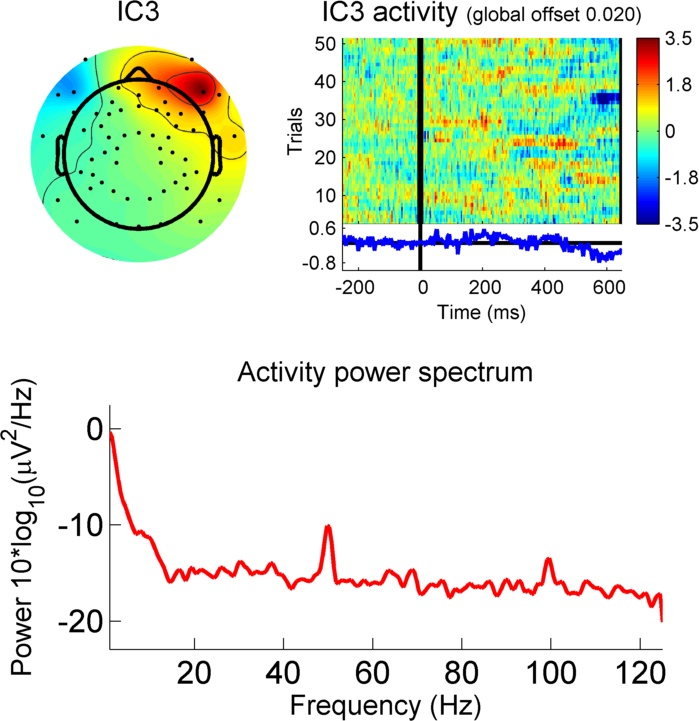 IC3
IC3 activity (global offset 0.020)
Trials
50
40
30
20
10
3.5
1.8
0
-1.8
-3.5
0.6
-0.8
-200 0 200 400 600
Time (ms)
Activity power spectrum
Power 10*log10(μV2/Hz)
0
-10
-20
20 40 60 80 100 120
Frequency (Hz)